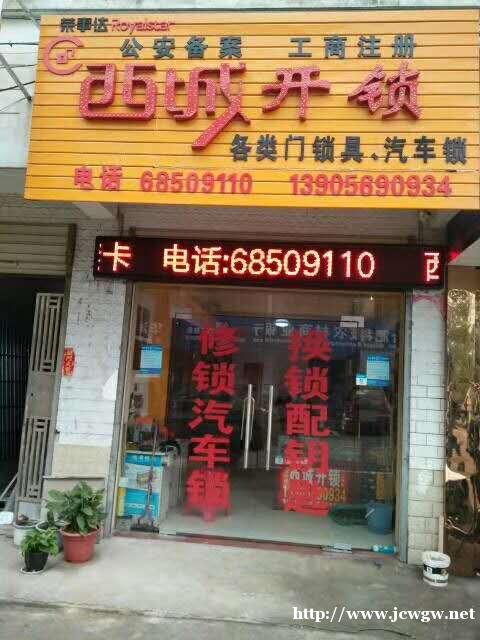 荣事达 Royalstar
公安备案 工商注册
西城开锁
各类门锁具、汽车锁
电话 68509110 13905690934
卡 电话:68509110 西
修锁汽车锁
换锁配钥匙
西城开锁
90934
http://www.jcwgw.net